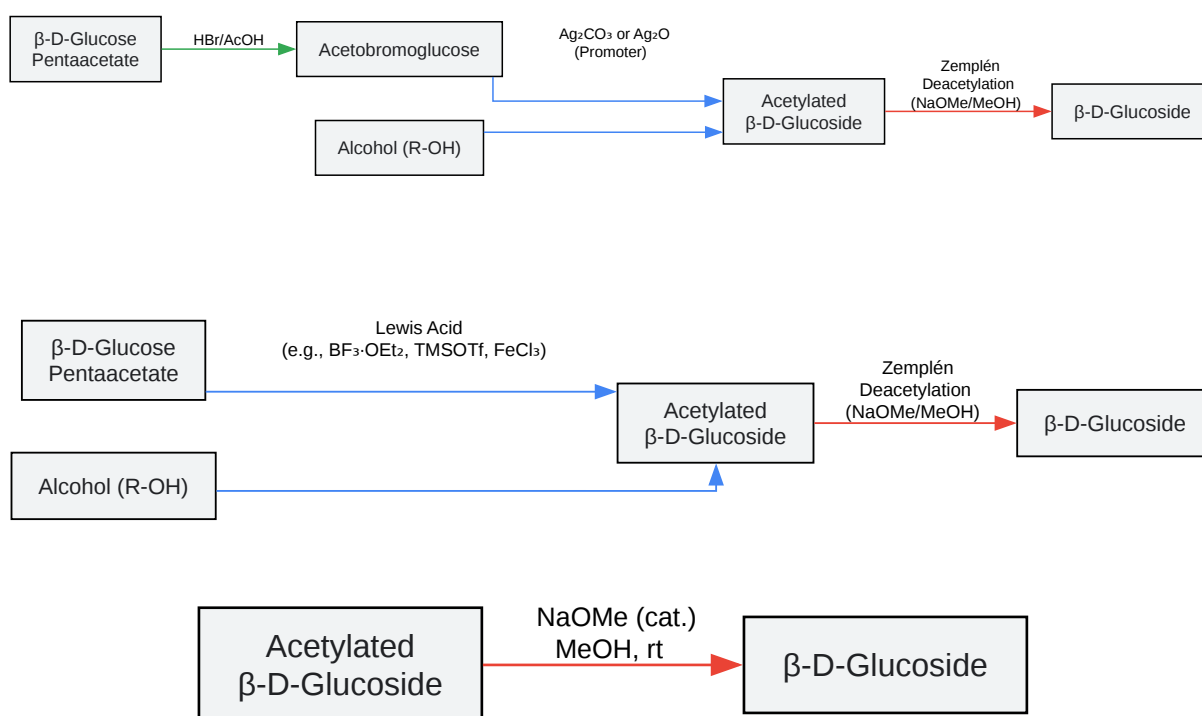 β-D-Glucose
Pentaacetate
HBr/AcOH
Acetobromoglucose
Ag₂CO₃ or Ag₂O
(Promoter)
Alcohol (R-OH)
Acetylated
β-D-Glucoside
Zemplén
Deacetylation
(NaOMe/MeOH)
β-D-Glucoside
β-D-Glucose
Pentaacetate
Lewis Acid
(e.g., BF₃·OEt₂, TMSOTf, FeCl₃)
Alcohol (R-OH)
Acetylated
β-D-Glucoside
Zemplén
Deacetylation
(NaOMe/MeOH)
β-D-Glucoside
Acetylated
β-D-Glucoside
NaOMe (cat.)
MeOH, rt
β-D-Glucoside